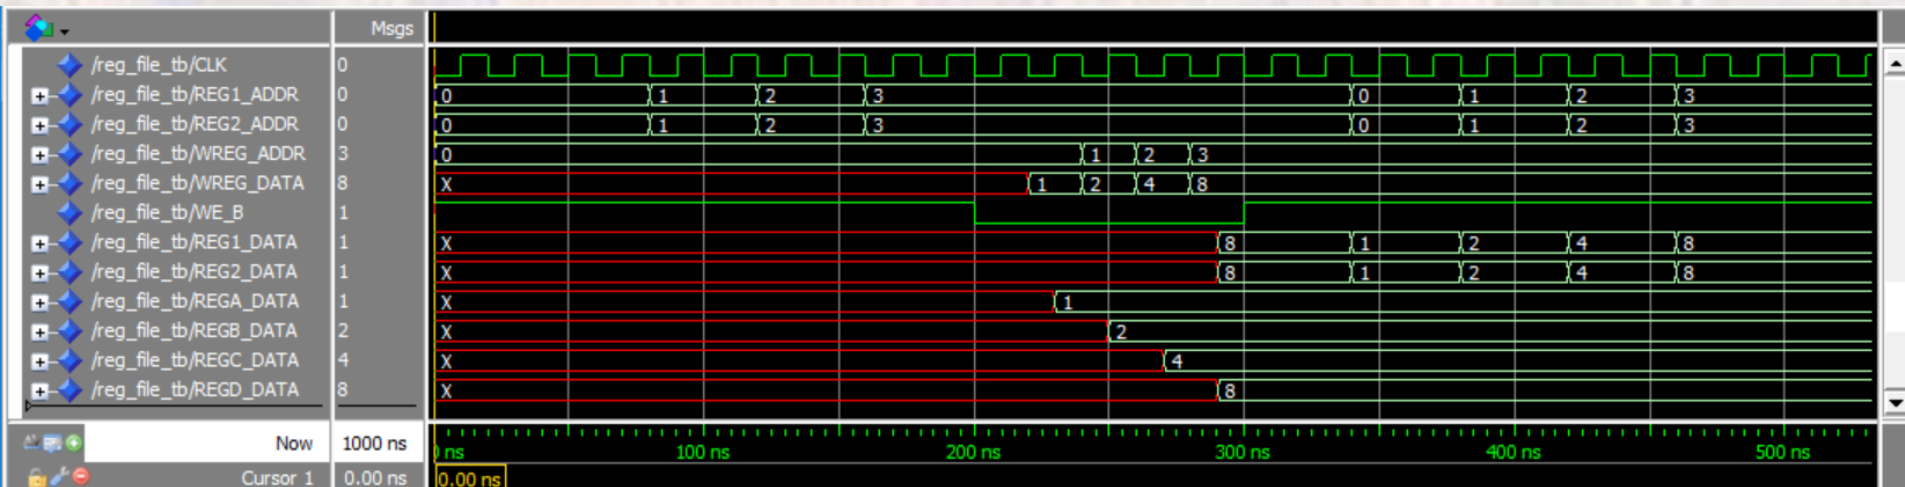 Msgs
/reg_file_tb/CLK 0
/reg_file_tb/REG1_ADDR 0 0 1 2 3 0 1 2 3
/reg_file_tb/REG2_ADDR 0 0 1 2 3 0 1 2 3
/reg_file_tb/WREG_ADDR 3 0 1 2 3
/reg_file_tb/WREG_DATA 8 X 1 2 4 8
/reg_file_tb/WE_B 1
/reg_file_tb/REG1_DATA 1 X 8 1 2 4 8
/reg_file_tb/REG2_DATA 1 X 8 1 2 4 8
/reg_file_tb/REGA_DATA 1 X 1
/reg_file_tb/REGB_DATA 2 X 2
/reg_file_tb/REGC_DATA 4 X 4
/reg_file_tb/REGD_DATA 8 X 8
Now 1000 ns ns 100 ns 200 ns 300 ns 400 ns 500 ns
Cursor 1 0.00 ns 0.00 ns